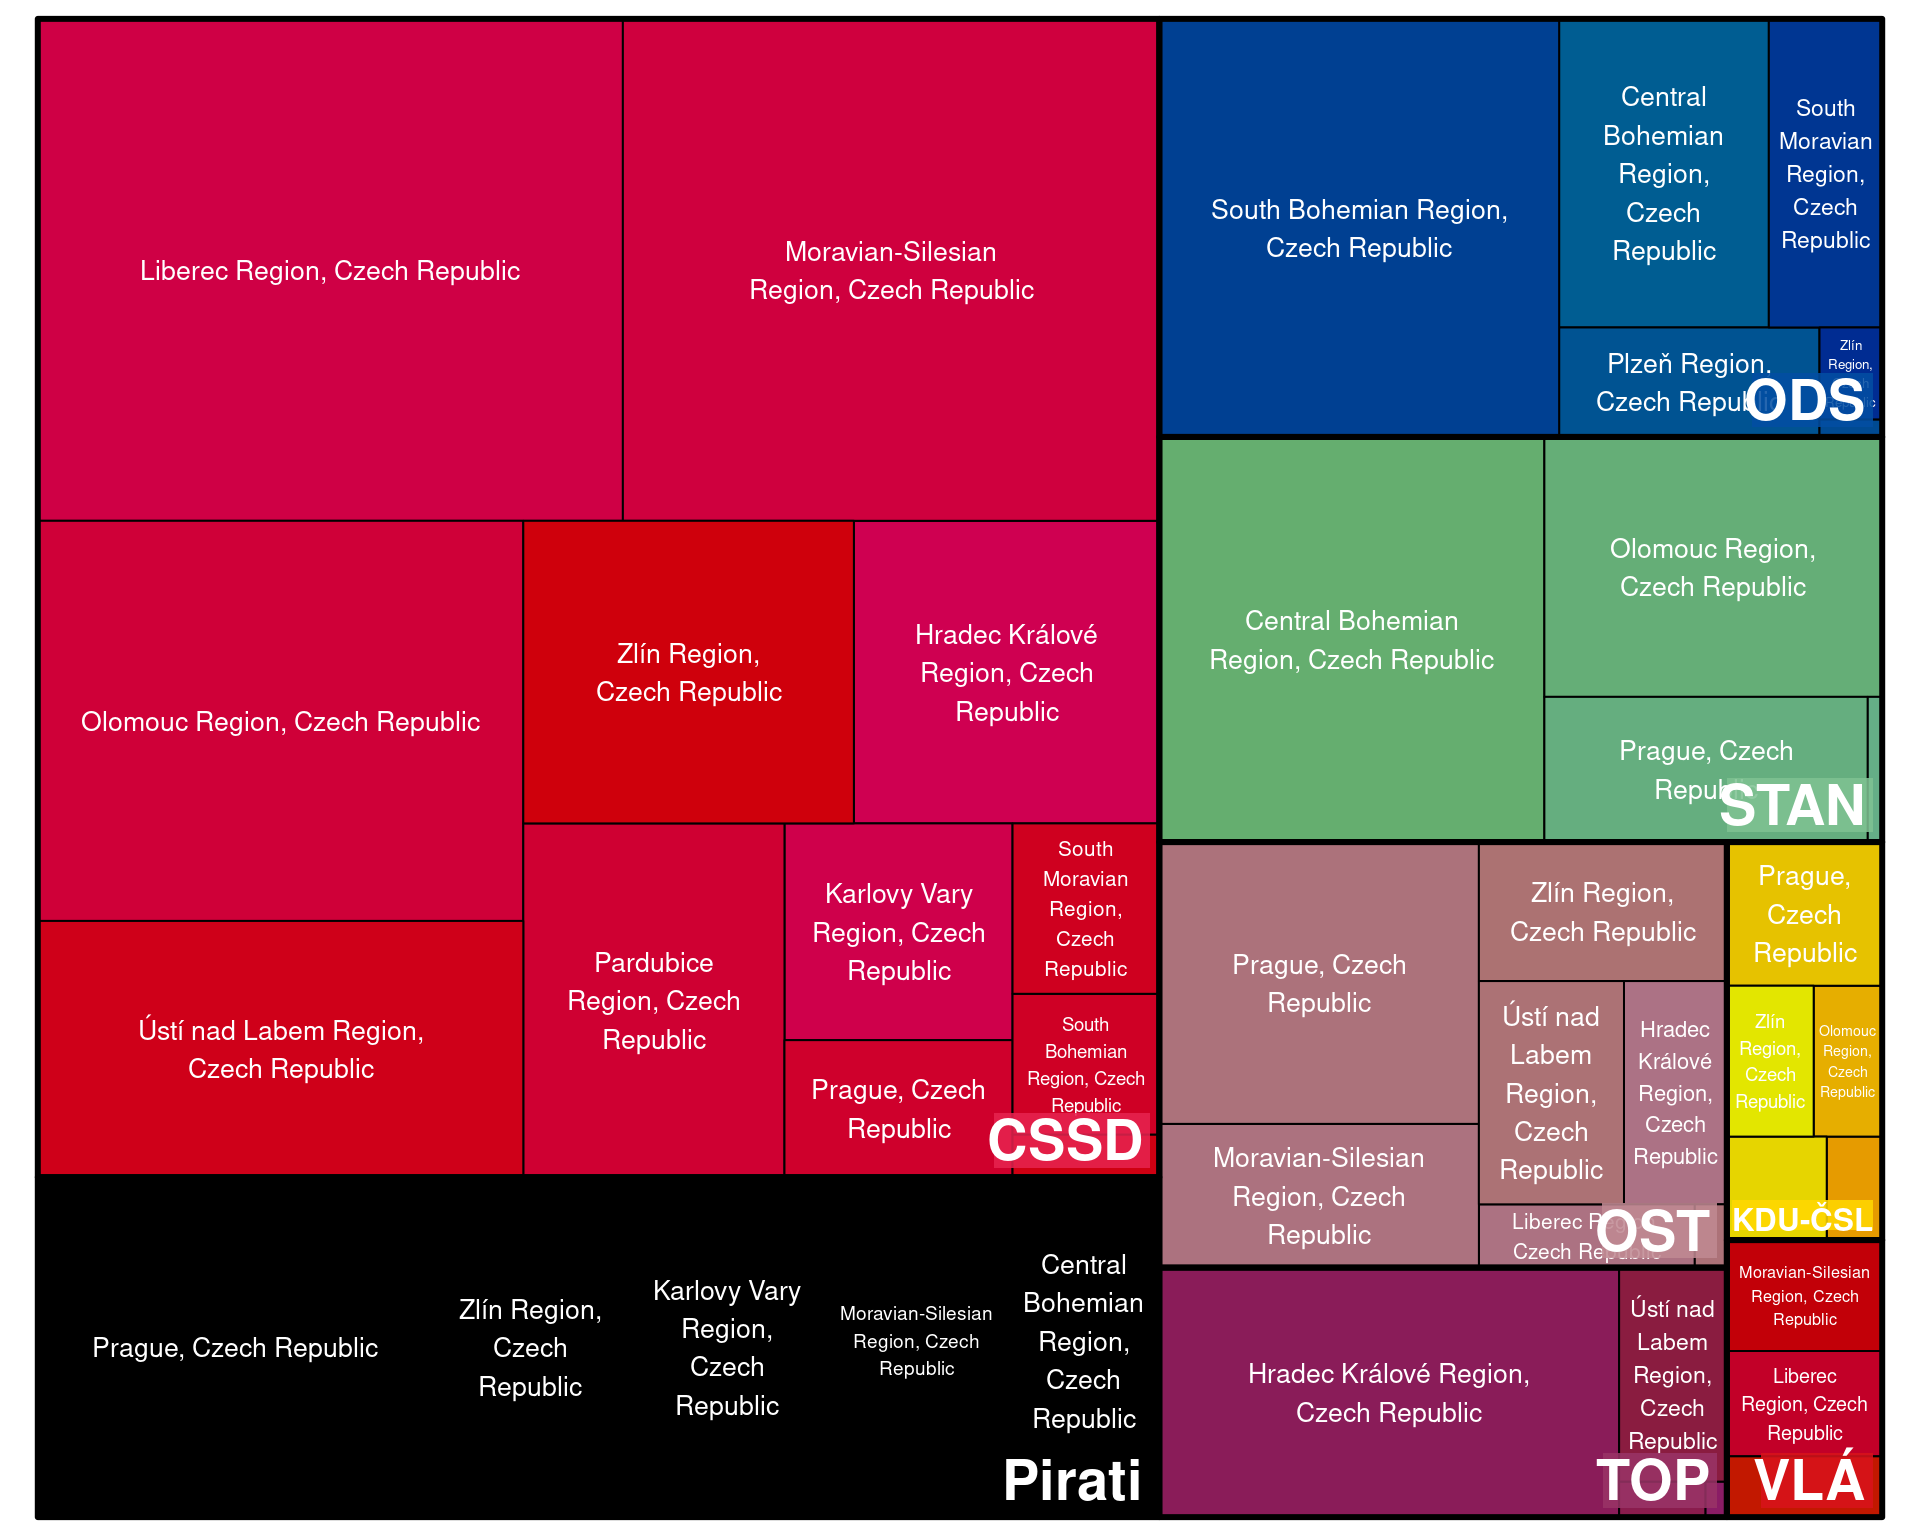 Liberec Region, Czech Republic
Moravian-Silesian
Region, Czech Republic
Olomouc Region, Czech Republic
Zlín Region,
Czech Republic
Hradec Králové
Region, Czech
Republic
Ústí nad Labem Region,
Czech Republic
Pardubice
Region, Czech
Republic
Karlovy Vary
Region, Czech
Republic
South
Moravian
Region,
Czech
Republic
Prague, Czech
Republic
South
Bohemian
Region, Czech
Republic
CSSD
Prague, Czech Republic
Zlín Region,
Czech
Republic
Karlovy Vary
Region,
Czech
Republic
Moravian-Silesian
Region, Czech
Republic
Central
Bohemian
Region,
Czech
Republic
Pirati
South Bohemian Region,
Czech Republic
Central
Bohemian
Region,
Czech
Republic
South
Moravian
Region,
Czech
Republic
Plzeň Region,
Czech Republic
Zlín
Region,
ODS
Central Bohemian
Region, Czech Republic
Olomouc Region,
Czech Republic
Prague, Czech
Republic
STAN
Prague, Czech
Republic
Zlín Region,
Czech Republic
Ústí nad
Labem
Region,
Czech
Republic
Hradec
Králové
Region,
Czech
Republic
Moravian-Silesian
Region, Czech
Republic
Liberec Region,
Czech Republic
OST
Prague,
Czech
Republic
Zlín
Region,
Czech
Republic
Olomouc
Region,
Czech
Republic
KDU-ČSL
Hradec Králové Region,
Czech Republic
Ústí nad
Labem
Region,
Czech
Republic
TOP
Moravian-Silesian
Region, Czech
Republic
Liberec
Region, Czech
Republic
VLÁ